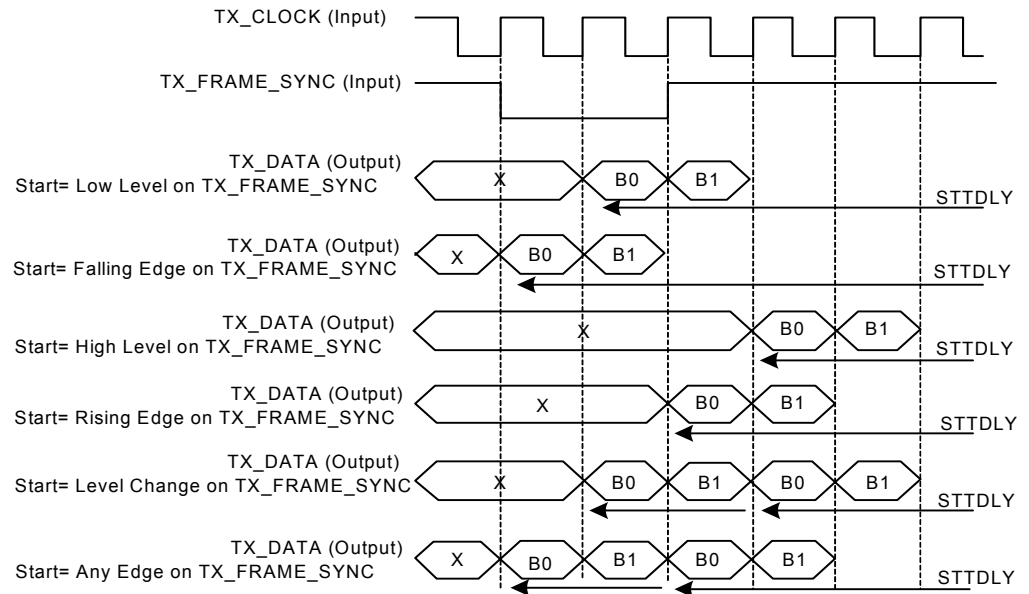 TX_CLOCK (Input)
TX_FRAME_SYNC (Input)
TX_DATA (Output)
Start= Low Level on TX_FRAME_SYNC
X B0 B1
STTDLY
TX_DATA (Output)
Start= Falling Edge on TX_FRAME_SYNC
X B0 B1
STTDLY
TX_DATA (Output)
Start= High Level on TX_FRAME_SYNC
X B0 B1
STTDLY
TX_DATA (Output)
Start= Rising Edge on TX_FRAME_SYNC
X B0 B1
STTDLY
TX_DATA (Output)
Start= Level Change on TX_FRAME_SYNC
X B0 B1 B0 B1
STTDLY
TX_DATA (Output)
Start= Any Edge on TX_FRAME_SYNC
X B0 B1 B0 B1
STTDLY